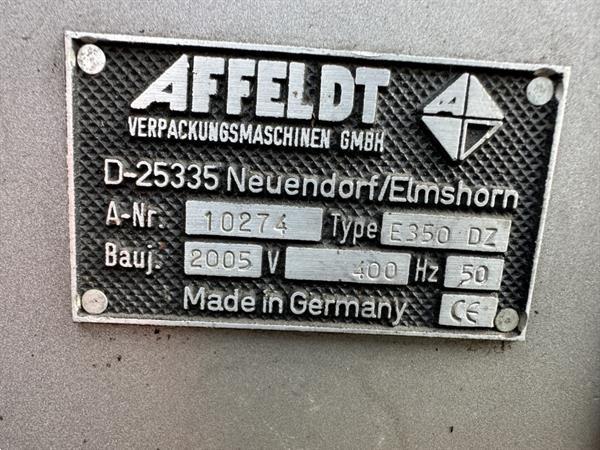 AFFELDT
VERPACKUNGSMASCHINEN GMBH
D-25335 Neuendorf/Elmshorn
A-Nr. 10274 Type E350 DZ
Bauj. 2005 V 400 Hz 50
Made in Germany CE